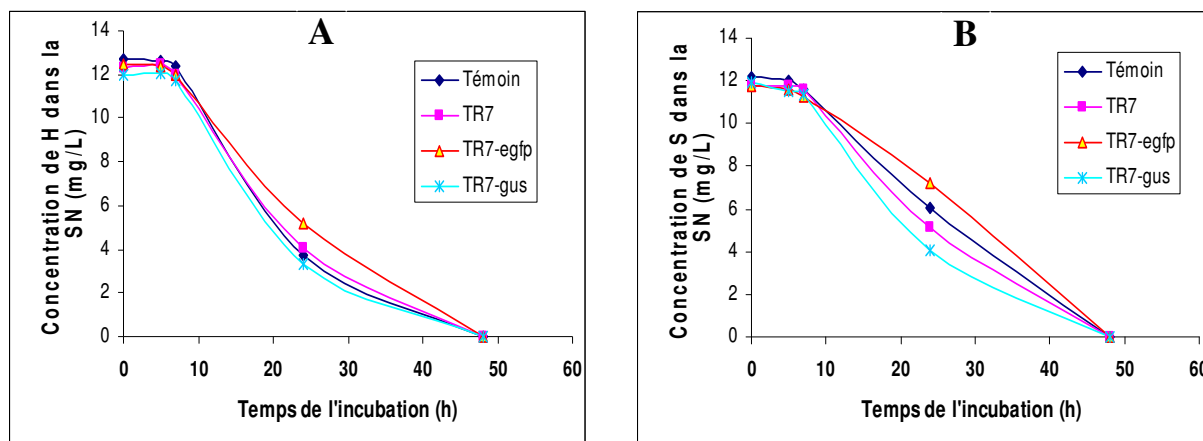 A
Concentration de H dans la
SN (mg/L)
14
12
10
8
6
4
2
0
0 10 20 30 40 50 60
Temps de l'incubation (h)
Témoin
TR7
TR7-egfp
TR7-gus
B
Concentration de S dans la
SN (mg/L)
14
12
10
8
6
4
2
0
0 10 20 30 40 50 60
Temps de l'incubation (h)
Témoin
TR7
TR7-egfp
TR7-gus